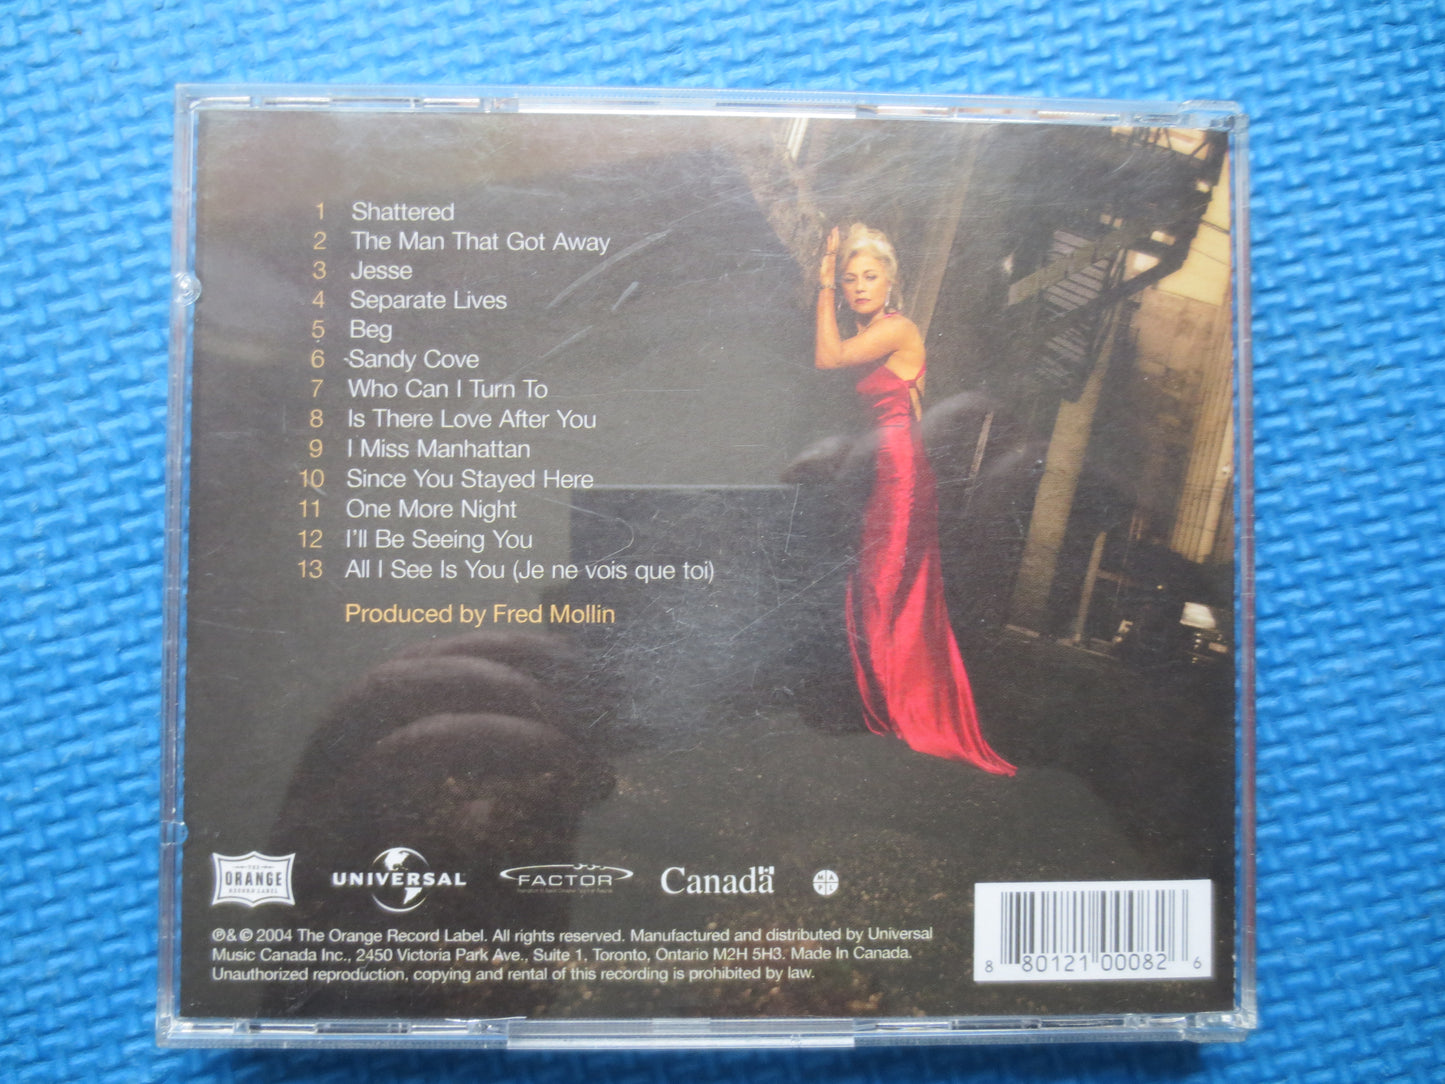 1 Shattered
2 The Man That Got Away
3 Jesse
4 Separate Lives
5 Beg
6 Sandy Cove
7 Who Can I Turn To
8 Is There Love After You
9 I Miss Manhattan
10 Since You Stayed Here
11 One More Night
12 I'll Be Seeing You
13 All I See Is You (Je ne vois que toi)
Produced by Fred Mollin
THE
ORANGE
RECORD LABEL
UNIVERSAL
FACTOR
Canada
M A
P L
℗&© 2004 The Orange Record Label. All rights reserved. Manufactured and distributed by Universal
Music Canada Inc., 2450 Victoria Park Ave., Suite 1, Toronto, Ontario M2H 5H3. Made In Canada.
Unauthorized reproduction, copying and rental of this recording is prohibited by law.
8 80121 00082 6